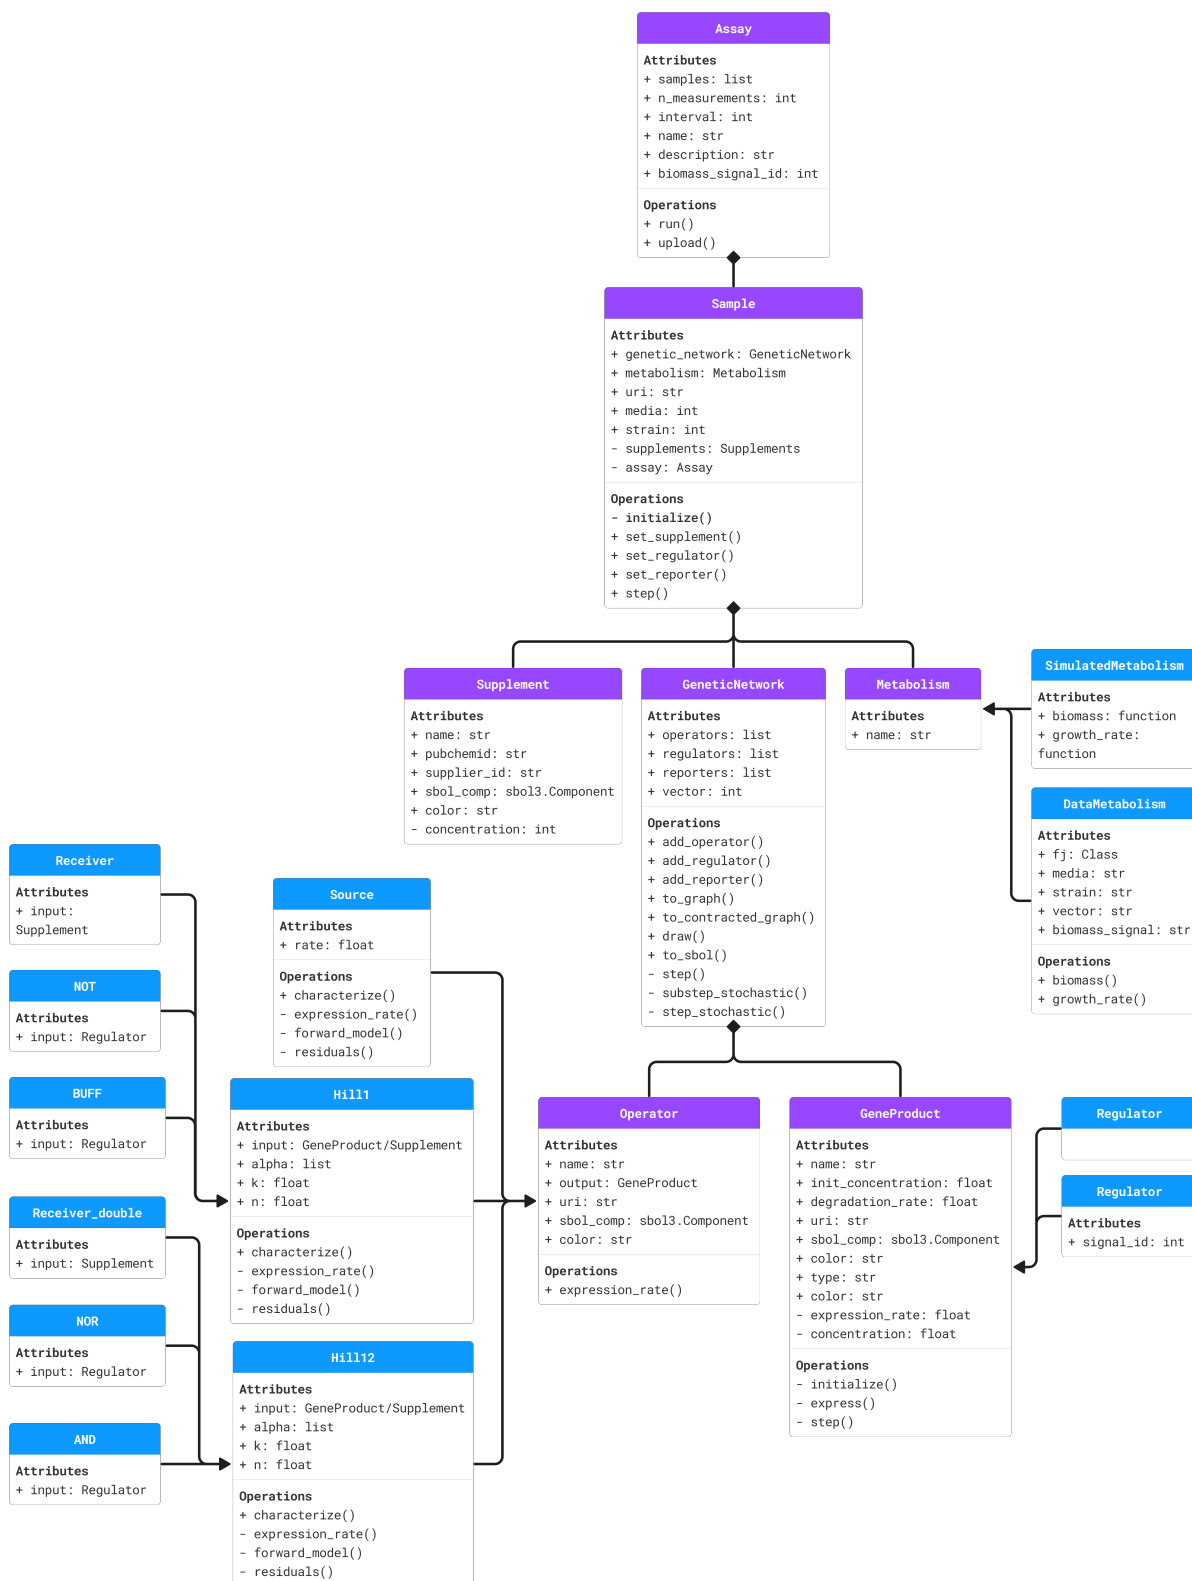 Assay
Attributes
+ samples: list
+ n_measurements: int
+ interval: int
+ name: str
+ description: str
+ biomass_signal_id: int
Operations
+ run()
+ upload()
Sample
Attributes
+ genetic_network: GeneticNetwork
+ metabolism: Metabolism
+ uri: str
+ media: int
+ strain: int
- supplements: Supplements
- assay: Assay
Operations
- initialize()
+ set_supplement()
+ set_regulator()
+ set_reporter()
+ step()
Supplement
Attributes
+ name: str
+ pubchemid: str
+ supplier_id: str
+ sbol_comp: sbol3.Component
+ color: str
- concentration: int
GeneticNetwork
Attributes
+ operators: list
+ regulators: list
+ reporters: list
+ vector: int
Operations
+ add_operator()
+ add_regulator()
+ add_reporter()
+ to_graph()
+ to_contracted_graph()
+ draw()
+ to_sbol()
- step()
- substep_stochastic()
- step_stochastic()
Metabolism
Attributes
+ name: str
SimulatedMetabolism
Attributes
+ biomass: function
+ growth_rate:
function
DataMetabolism
Attributes
+ fj: Class
+ media: str
+ strain: str
+ vector: str
+ biomass_signal: str
Operations
+ biomass()
+ growth_rate()
Receiver
Attributes
+ input:
Supplement
NOT
Attributes
+ input: Regulator
BUFF
Attributes
+ input: Regulator
Receiver_double
Attributes
+ input: Supplement
NOR
Attributes
+ input: Regulator
AND
Attributes
+ input: Regulator
Source
Attributes
+ rate: float
Operations
+ characterize()
- expression_rate()
- forward_model()
- residuals()
Hill1
Attributes
+ input: GeneProduct/Supplement
+ alpha: list
+ k: float
+ n: float
Operations
+ characterize()
- expression_rate()
- forward_model()
- residuals()
Hill12
Attributes
+ input: GeneProduct/Supplement
+ alpha: list
+ k: float
+ n: float
Operations
+ characterize()
- expression_rate()
- forward_model()
- residuals()
Operator
Attributes
+ name: str
+ output: GeneProduct
+ uri: str
+ sbol_comp: sbol3.Component
+ color: str
Operations
+ expression_rate()
GeneProduct
Attributes
+ name: str
+ init_concentration: float
+ degradation_rate: float
+ uri: str
+ sbol_comp: sbol3.Component
+ color: str
+ type: str
+ color: str
- expression_rate: float
- concentration: float
Operations
- initialize()
- express()
- step()
Regulator
Regulator
Attributes
+ signal_id: int